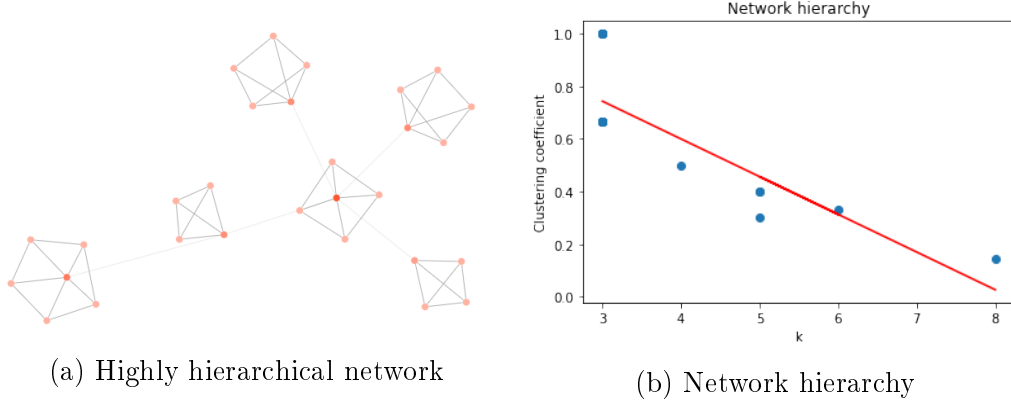 Network hierarchy
1.0
0.8
0.6
0.4
0.2
0.0
Clustering coefficient
3 4 5 6 7 8
k
(a) Highly hierarchical network
(b) Network hierarchy